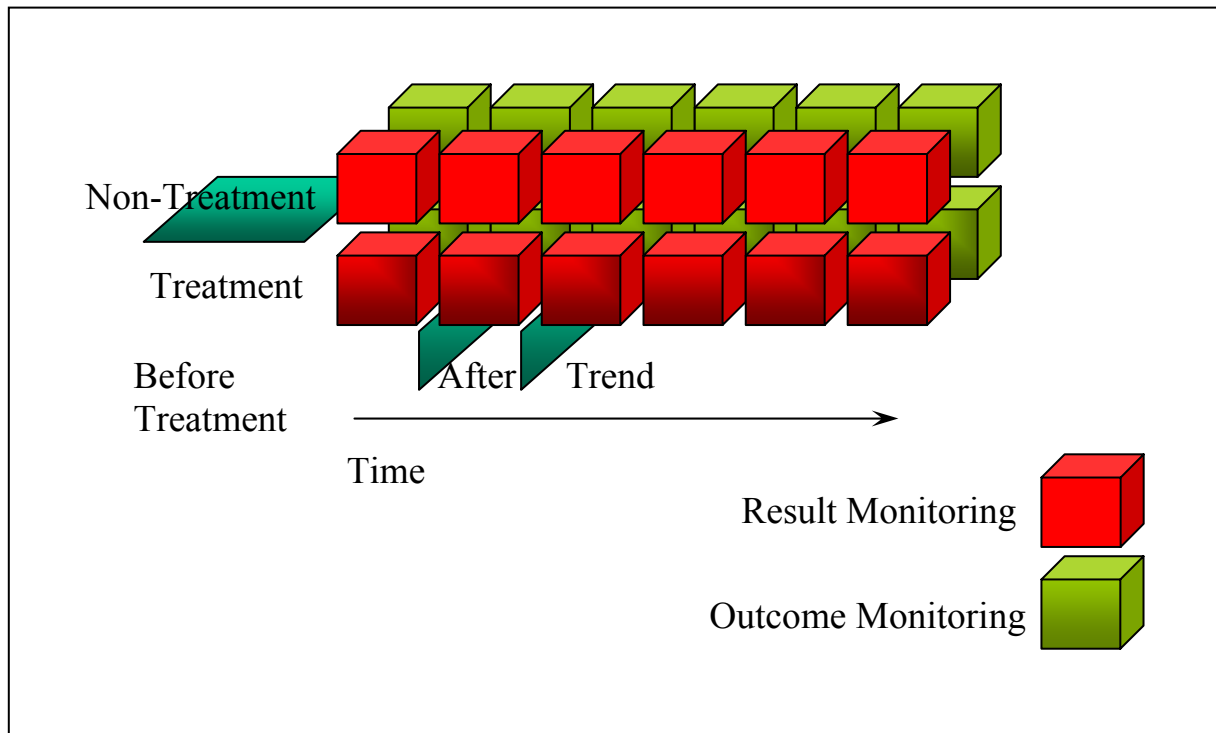 Non-Treatment
Treatment
Before
Treatment
After
Trend
Time
Result Monitoring
Outcome Monitoring